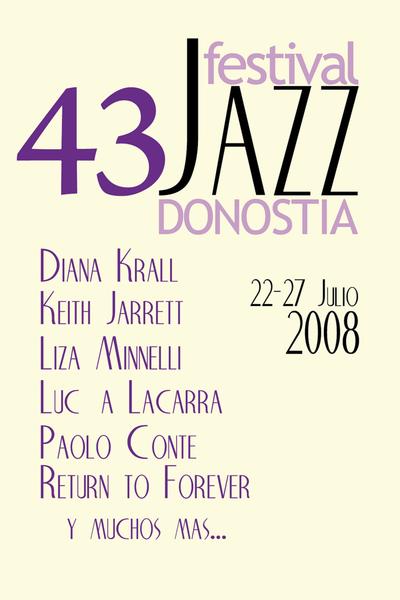 43 festival
JAZZ
DONOSTIA
DIANA KRALL
KEITH JARRETT
LIZA MINNELLI
LUC A LACARRA
PAOLO CONTE
RETURN TO FOREVER
Y MUCHOS MAS...
22-27 JULIO
2008